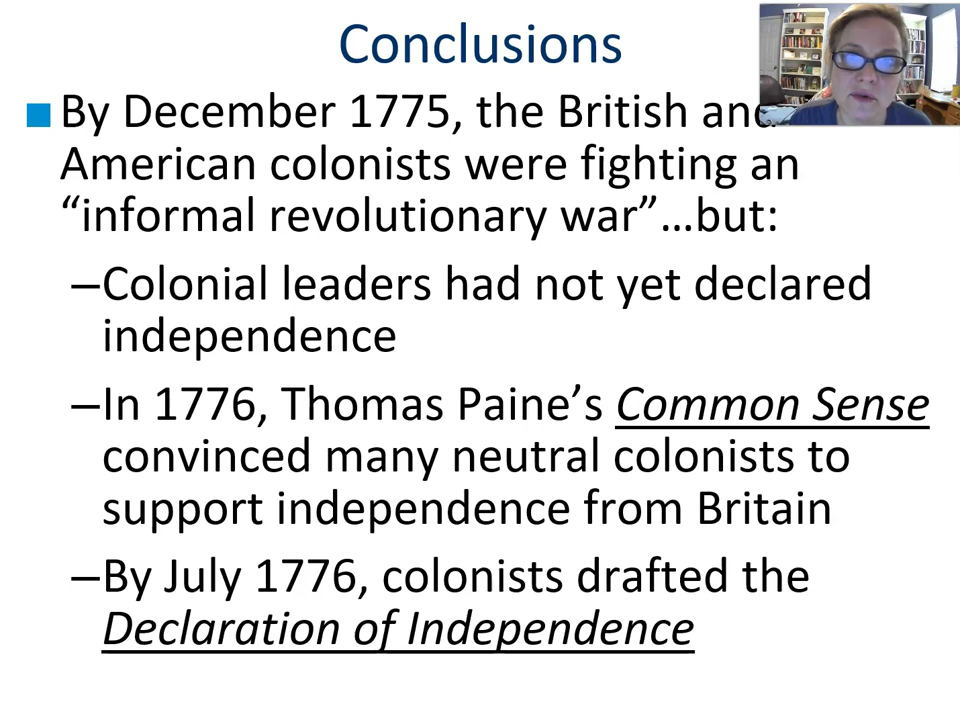 Conclusions
By December 1775, the British and
American colonists were fighting an
“informal revolutionary war”…but:
–Colonial leaders had not yet declared
independence
–In 1776, Thomas Paine’s Common Sense
convinced many neutral colonists to
support independence from Britain
–By July 1776, colonists drafted the
Declaration of Independence